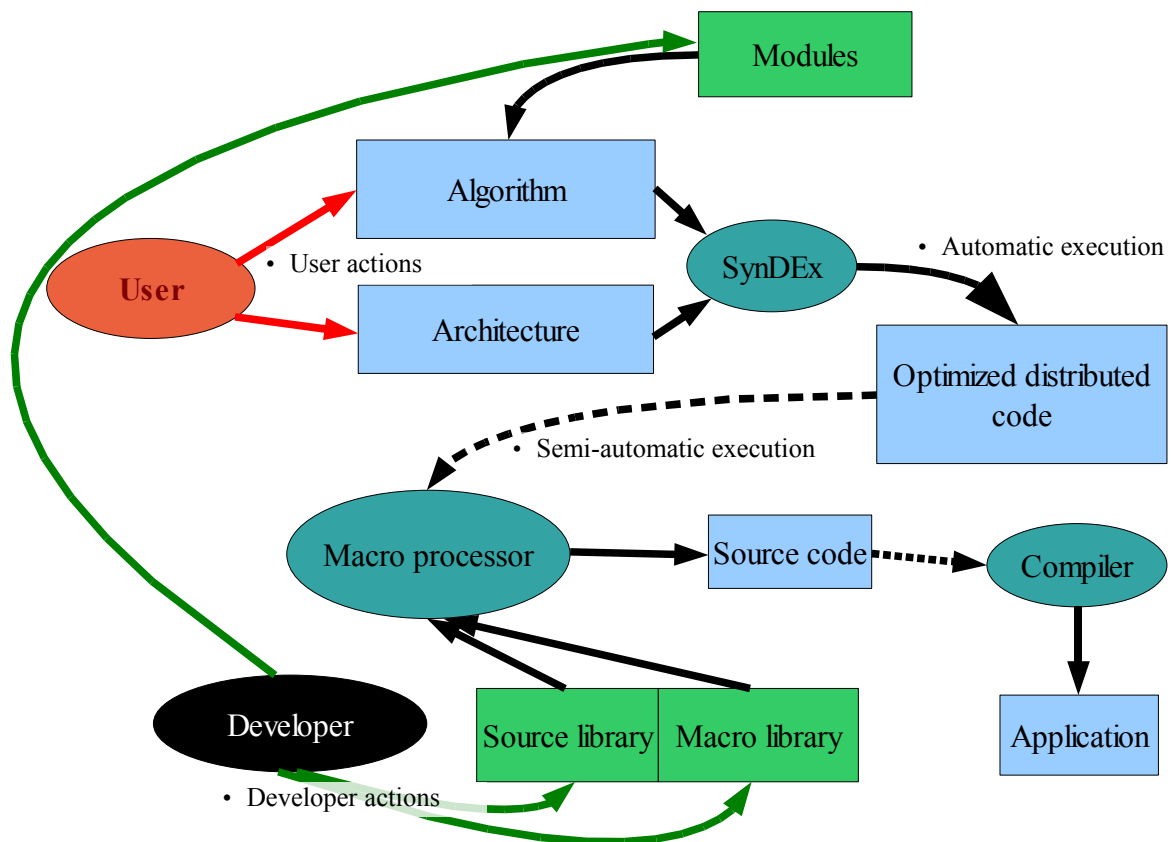 Modules
Algorithm
• User actions
User
SynDEx
• Automatic execution
Architecture
Optimized distributed
code
• Semi-automatic execution
Macro processor
Source code
Compiler
Developer
Source library
Macro library
Application
• Developer actions